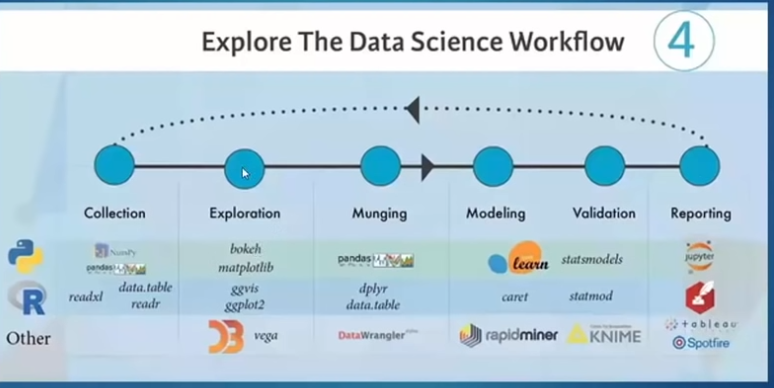 Explore The Data Science Workflow 4
Collection Exploration Munging Modeling Validation Reporting
NumPy bokeh
pandas matplotlib pandas learn statsmodels jupyter
R readxl data.table ggvis dplyr caret statmod
readr ggplot2 data.table
Other D3 vega DataWrangler rapidminer KNIME +tableau
Spotfire